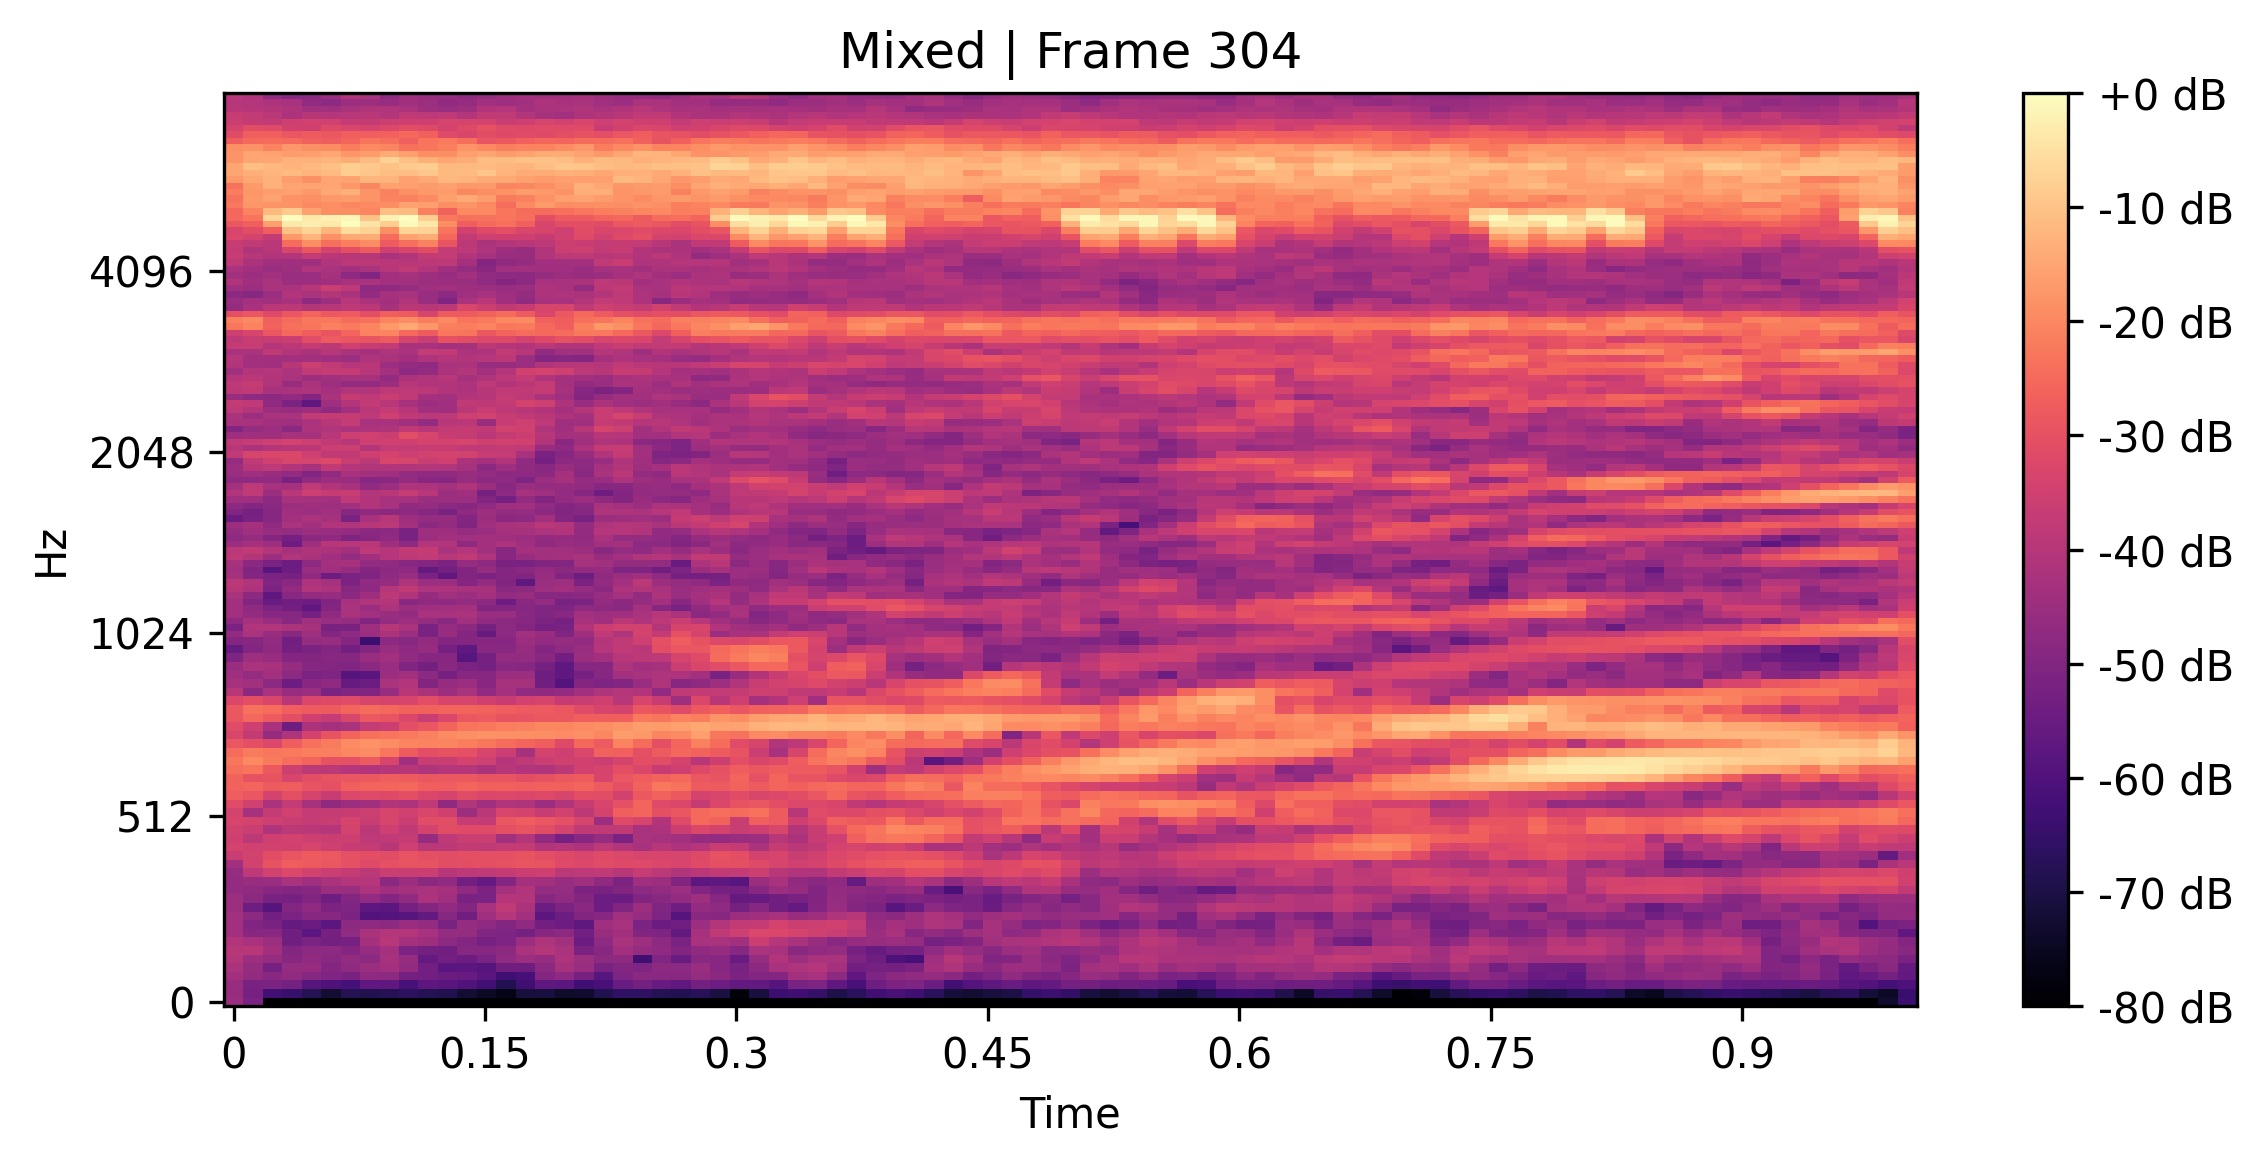 Mixed | Frame 304
+0 dB
-10 dB
-20 dB
-30 dB
-40 dB
-50 dB
-60 dB
-70 dB
-80 dB
4096
2048
1024
512
0
Hz
0 0.15 0.3 0.45 0.6 0.75 0.9
Time